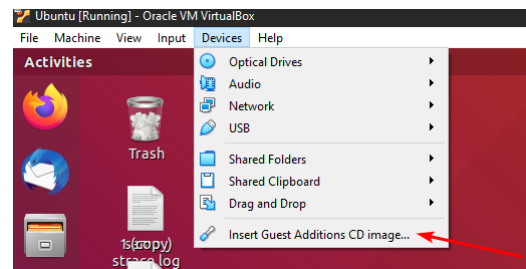 Ubuntu [Running] - Oracle VM VirtualBox
File Machine View Input Devices Help
Activities
Optical Drives
Audio
Network
USB
Shared Folders
Shared Clipboard
Drag and Drop
Insert Guest Additions CD image...
Trash
(copy)
log